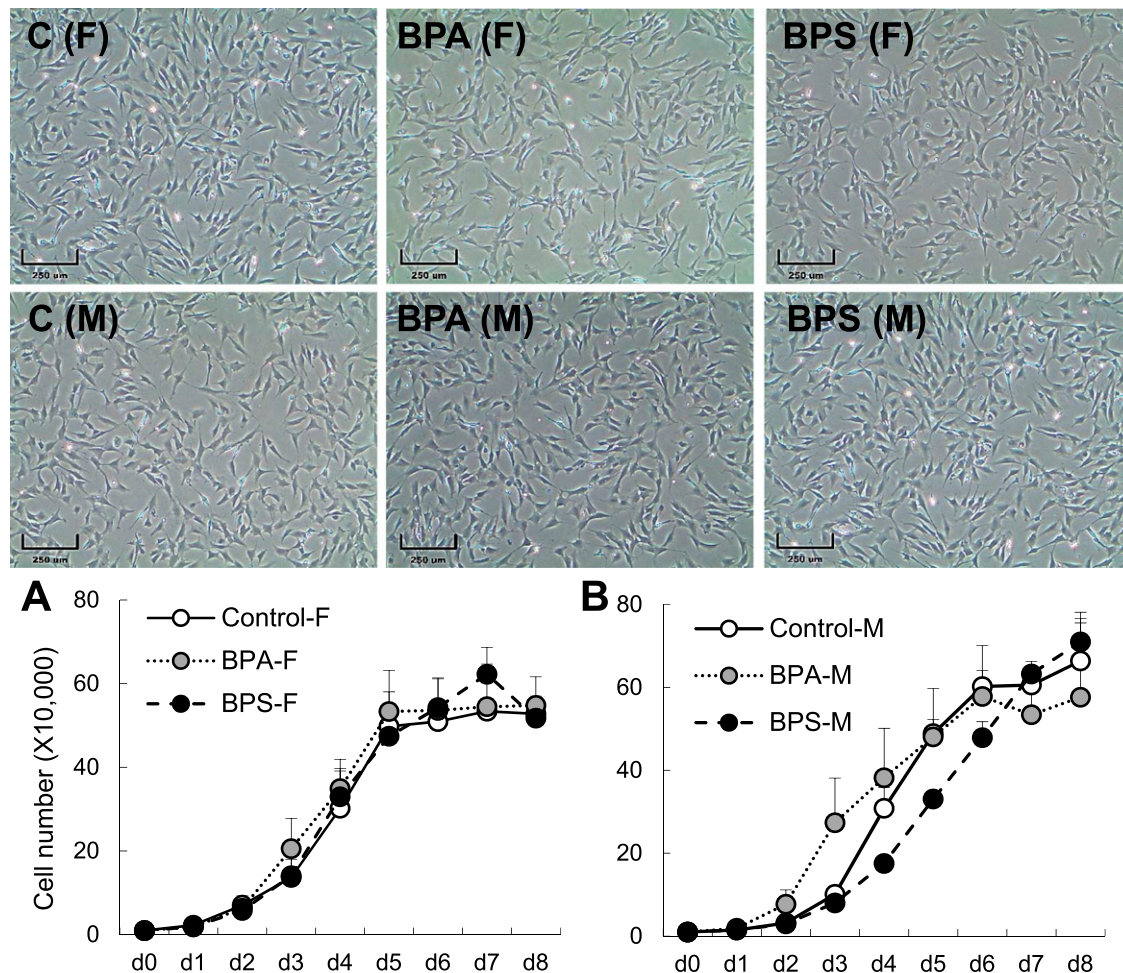 C (F)
BPA (F)
BPS (F)
250 um
250 um
250 um
C (M)
BPA (M)
BPS (M)
250 um
250 um
250 um
A
Cell number (X10,000)
80
60
40
20
0
Control-F
BPA-F
BPS-F
d0 d1 d2 d3 d4 d5 d6 d7 d8
B
80
60
40
20
0
Control-M
BPA-M
BPS-M
d0 d1 d2 d3 d4 d5 d6 d7 d8